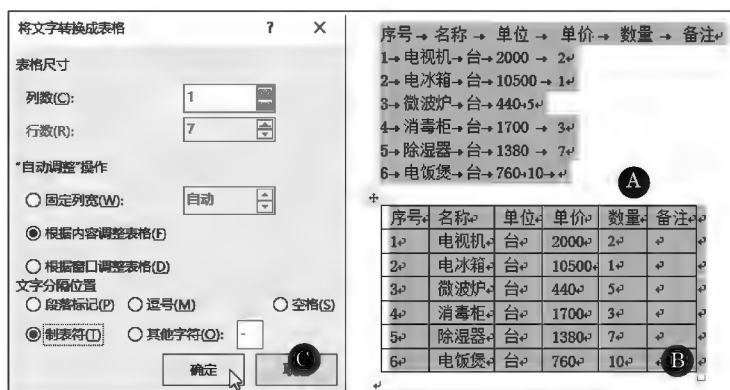 将文字转换成表格 ? ×
表格尺寸
列数(C): 1
行数(R): 7
“自动调整”操作
固定列宽(W): 自动
根据内容调整表格(F)
根据窗口调整表格(D)
文字分隔位置
段落标记(P) 逗号(M) 空格(S)
制表符(T) 其他字符(O): -
确定
C
序号→名称→单位→单价→数量→备注↵
1→电视机→台→2000→2↵
2→电冰箱→台→10500→1↵
3→微波炉→台→440→5↵
4→消毒柜→台→1700→3↵
5→除湿器→台→1380→7↵
6→电饭煲→台→760→10→↵
A
序号 名称 单位 单价 数量 备注
1 电视机 台 2000 2
2 电冰箱 台 10500 1
3 微波炉 台 440 5
4 消毒柜 台 1700 3
5 除湿器 台 1380 7
6 电饭煲 台 760 10
B